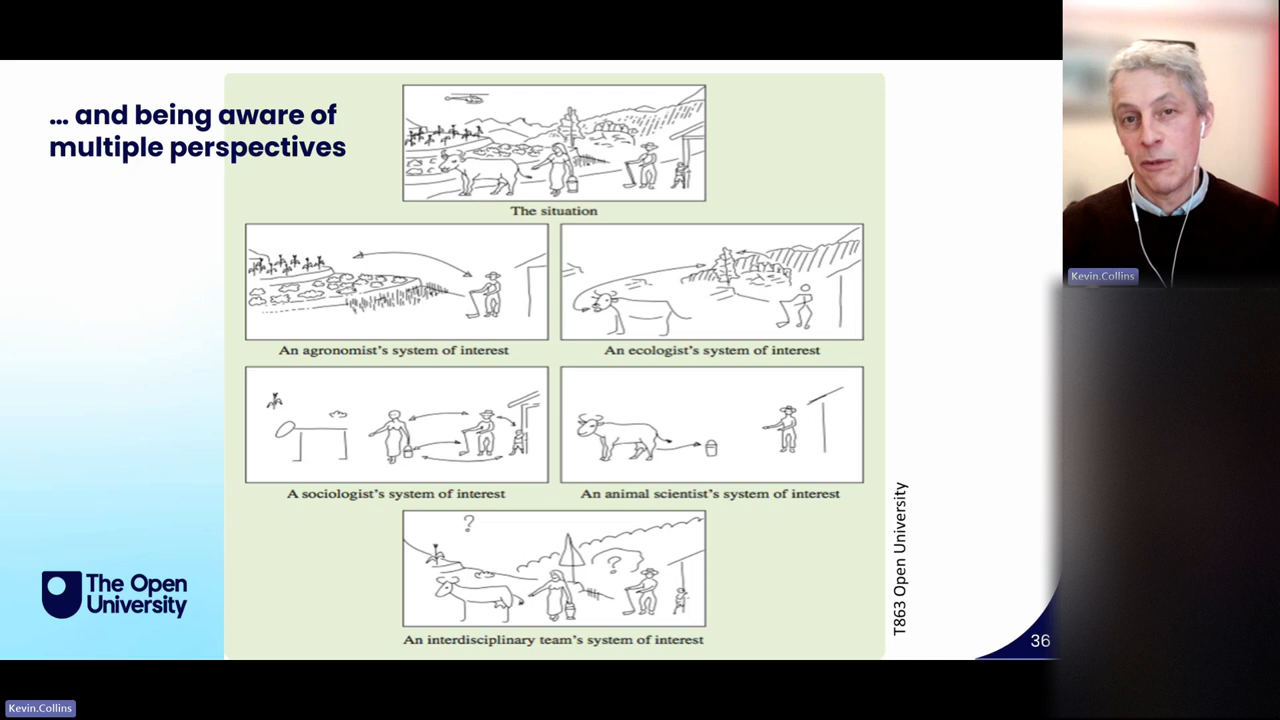 ... and being aware of
multiple perspectives
The situation
An agronomist's system of interest
An ecologist's system of interest
A sociologist's system of interest
An animal scientist's system of interest
?
?
An interdisciplinary team's system of interest
T863 Open University
The Open
University
36
Kevin.Collins
Kevin.Collins